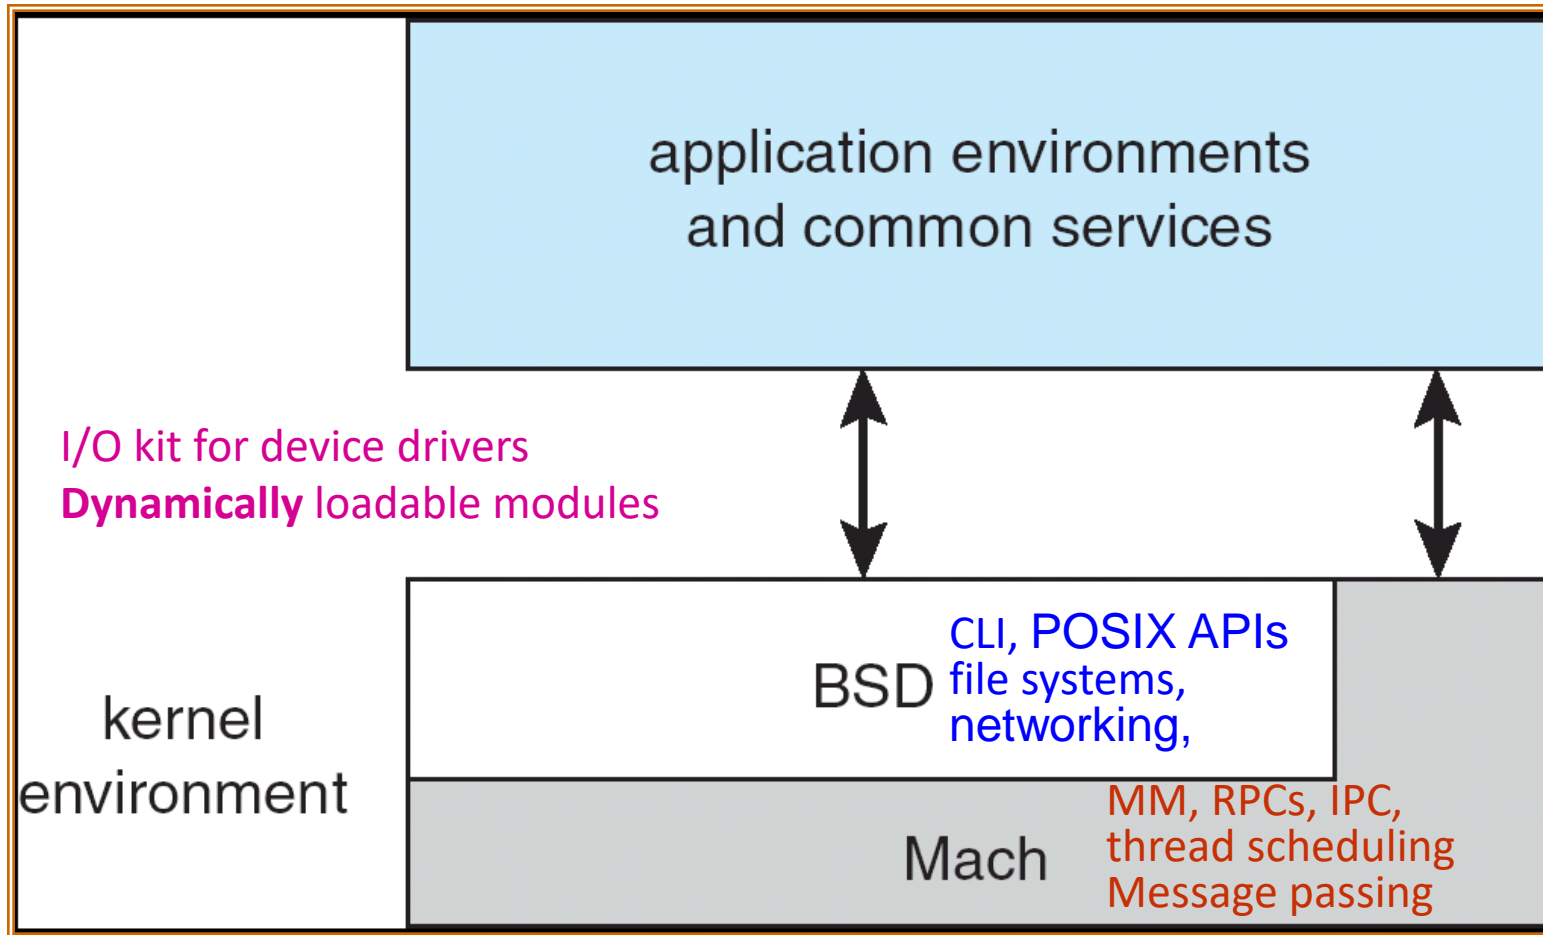 application environments
and common services
I/O kit for device drivers
Dynamically loadable modules
kernel
environment
BSD
CLI, POSIX APIs
file systems,
networking,
Mach
MM, RPCs, IPC,
thread scheduling
Message passing